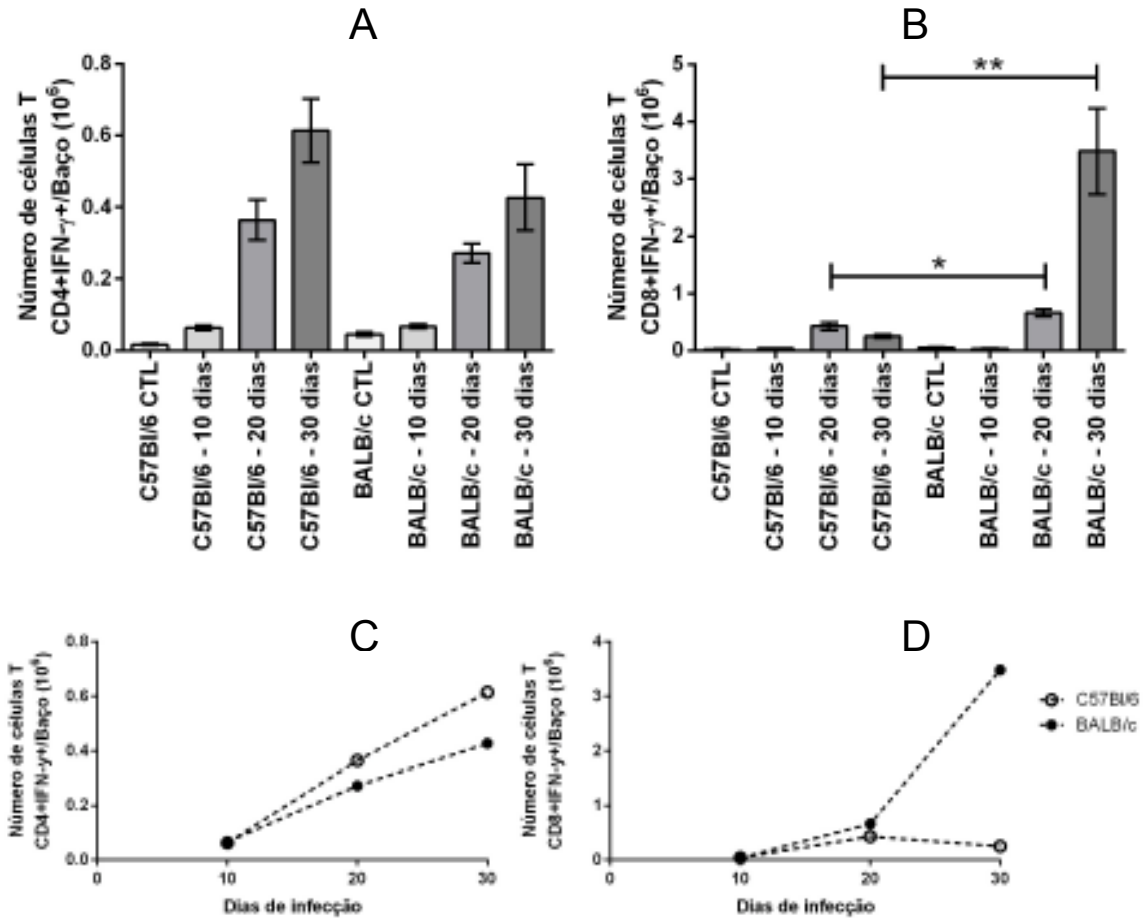 A
Número de células T
CD4+IFN-γ+/Baço (10⁶)
0.8
0.6
0.4
0.2
0.0
C57Bl/6 CTL
C57Bl/6 - 10 dias
C57Bl/6 - 20 dias
C57Bl/6 - 30 dias
BALB/c CTL
BALB/c - 10 dias
BALB/c - 20 dias
BALB/c - 30 dias
B
Número de células T
CD8+IFN-γ+/Baço (10⁶)
5
4
3
2
1
0
**
*
C57Bl/6 CTL
C57Bl/6 - 10 dias
C57Bl/6 - 20 dias
C57Bl/6 - 30 dias
BALB/c CTL
BALB/c - 10 dias
BALB/c - 20 dias
BALB/c - 30 dias
C
Número de células T
CD4+IFN-γ+/Baço (10⁶)
0.8
0.6
0.4
0.2
0.0
0 10 20 30
Dias de infecção
D
Número de células T
CD8+IFN-γ+/Baço (10⁶)
4
3
2
1
0
0 10 20 30
Dias de infecção
C57Bl/6
BALB/c